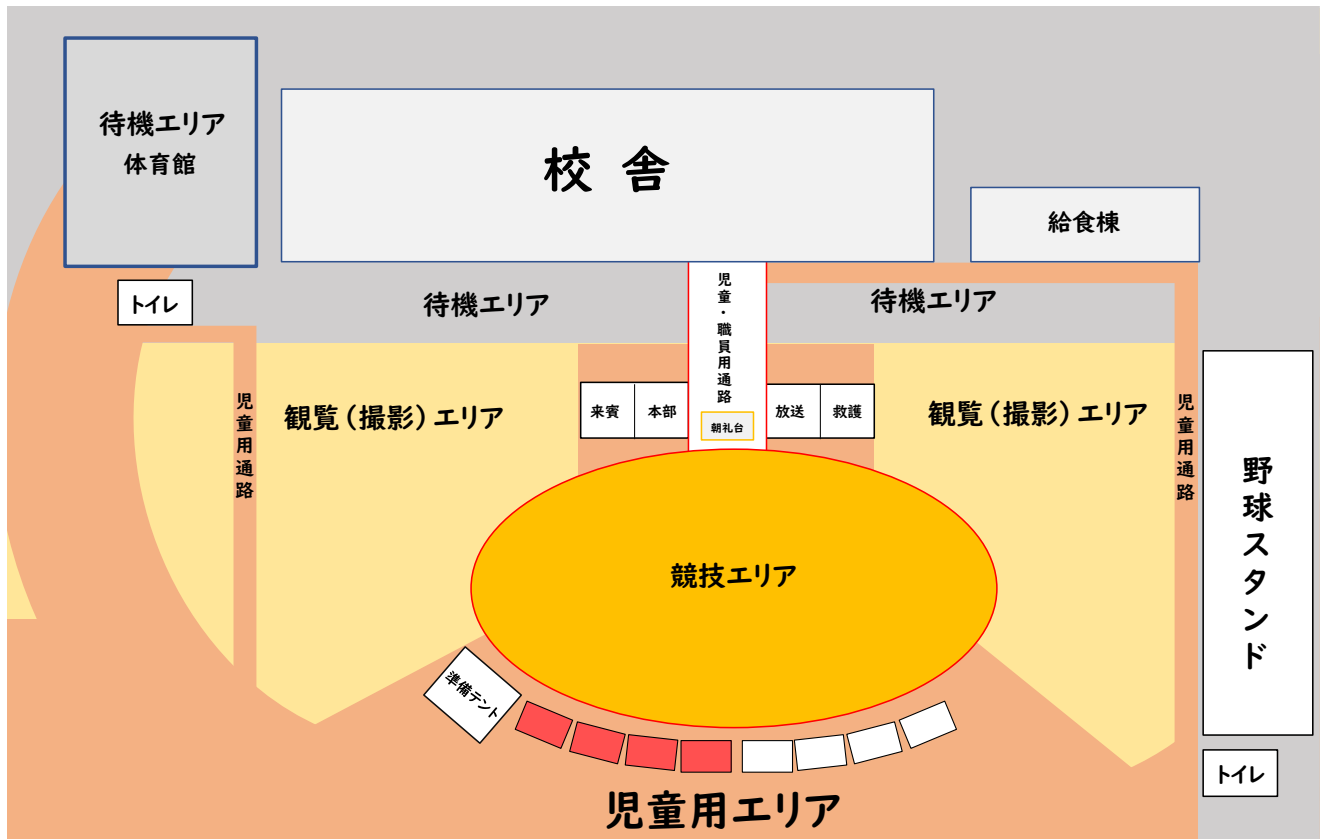 待機エリア
体育館
校舎
給食棟
トイレ
待機エリア
児童・職員用通路
待機エリア
児童用通路
観覧（撮影）エリア
来賓
本部
朝礼台
放送
救護
観覧（撮影）エリア
児童用通路
野球スタンド
競技エリア
準備テント
トイレ
児童用エリア